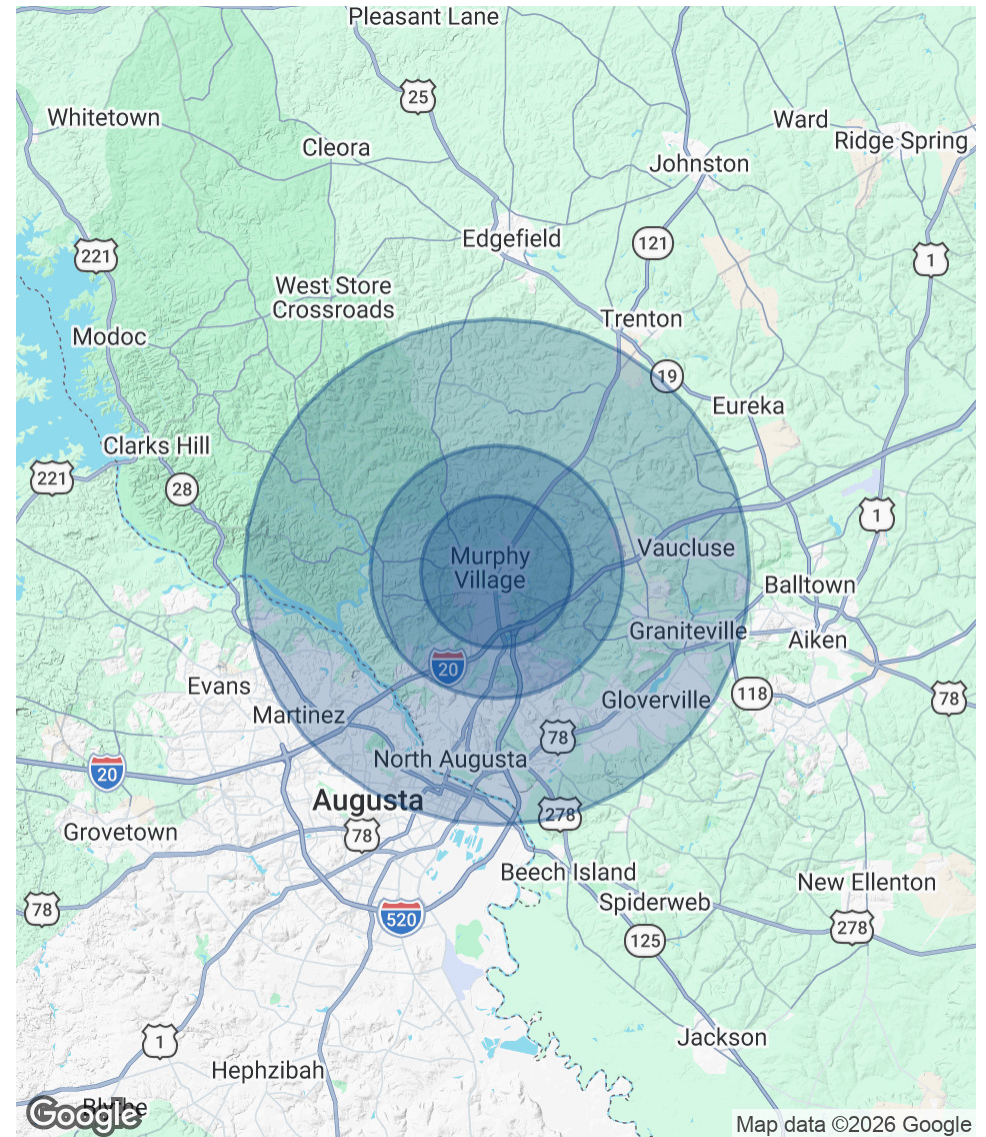 Pleasant Lane
25
Whitetown
Ward
Cleora
Ridge Spring
Johnston
Edgefield
121
221
1
West Store
Crossroads
Trenton
Modoc
19
Eureka
Clarks Hill
221
28
1
Murphy
Village
Vaucluse
Balltown
Graniteville
Aiken
20
Evans
118
78
Gloverville
Martinez
78
North Augusta
20
Augusta
278
Grovetown
78
Beech Island
New Ellenton
78
Spiderweb
520
278
125
1
Jackson
Hephzibah
Blythe
Google
Map data ©2026 Google